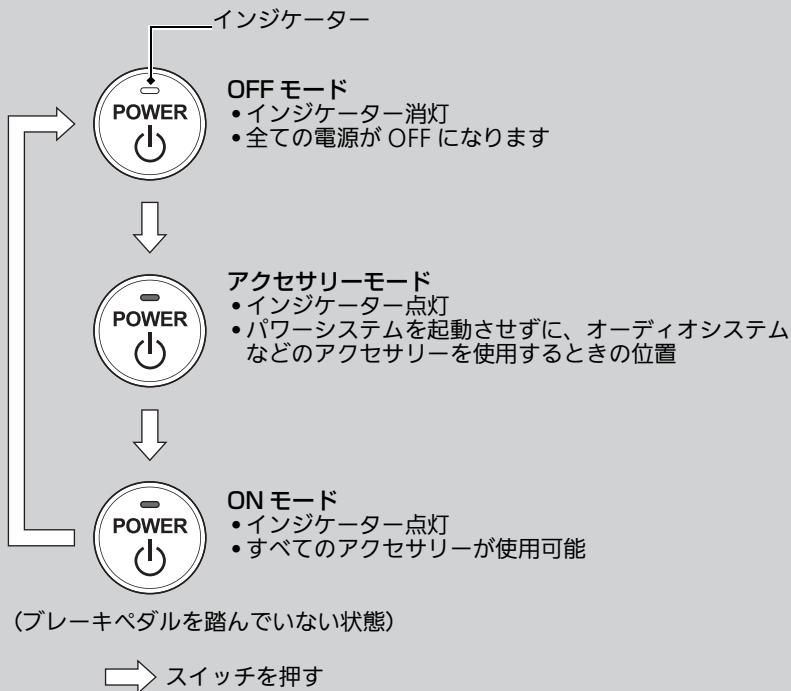 インジケーター
POWER
OFF モード
•インジケーター消灯
•全ての電源が OFF になります
POWER
アクセサリーモード
•インジケーター点灯
•パワーシステムを起動させずに、オーディオシステム
などのアクセサリーを使用するときの位置
POWER
ON モード
•インジケーター点灯
•すべてのアクセサリーが使用可能
(ブレーキペダルを踏んでいない状態)
スイッチを押す